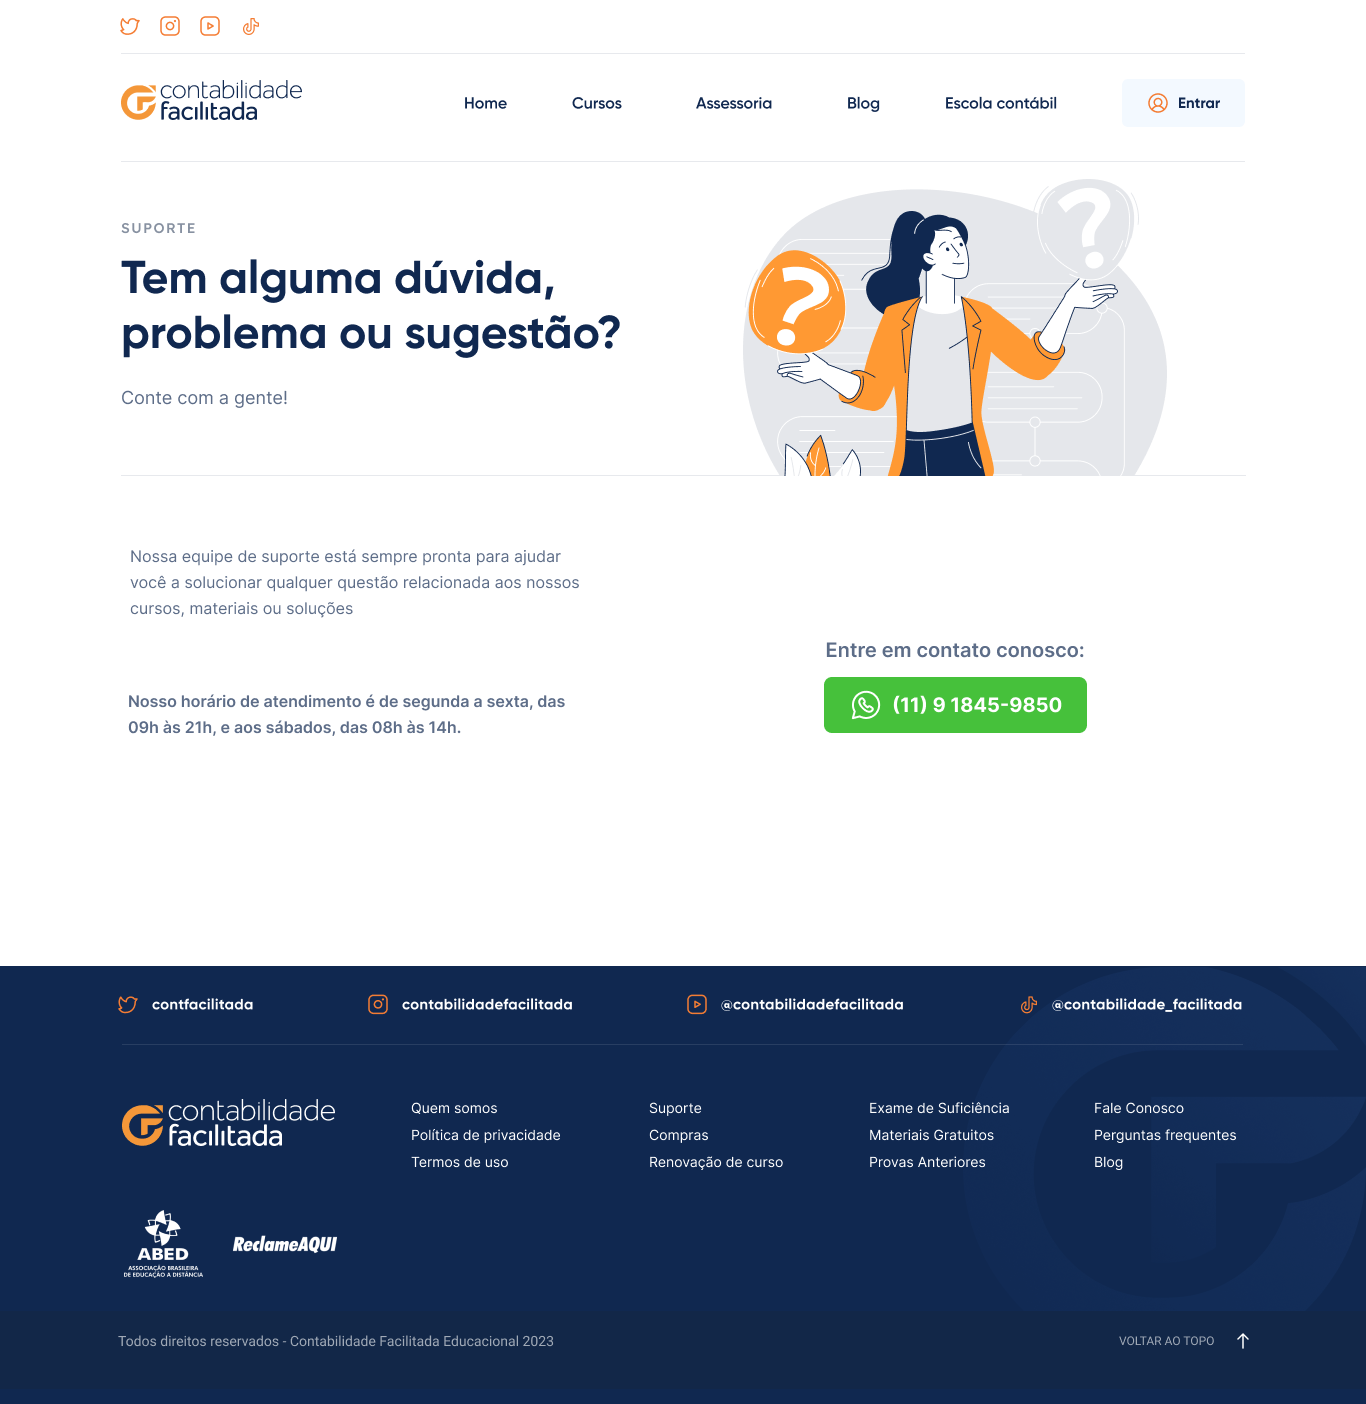 contabilidade
facilitada
Home
Cursos
Assessoria
Blog
Escola contábil
Entrar
SUPORTE
Tem alguma dúvida,
problema ou sugestão?
Conte com a gente!
?
?
Nossa equipe de suporte está sempre pronta para ajudar
você a solucionar qualquer questão relacionada aos nossos
cursos, materiais ou soluções
Nosso horário de atendimento é de segunda a sexta, das
09h às 21h, e aos sábados, das 08h às 14h.
Entre em contato conosco:
(11) 9 1845-9850
contfacilitada
contabilidadefacilitada
@contabilidadefacilitada
@contabilidade_facilitada
contabilidade
facilitada
Quem somos
Política de privacidade
Termos de uso
Suporte
Compras
Renovação de curso
Exame de Suficiência
Materiais Gratuitos
Provas Anteriores
Fale Conosco
Perguntas frequentes
Blog
ABED
ASSOCIAÇÃO BRASILEIRA
DE EDUCAÇÃO A DISTÂNCIA
ReclameAQUI
Todos direitos reservados - Contabilidade Facilitada Educacional 2023
VOLTAR AO TOPO